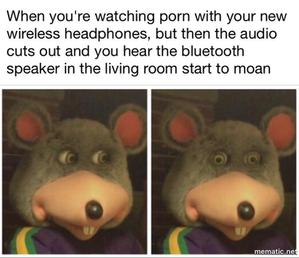 When you're watching porn with your new
wireless headphones, but then the audio
cuts out and you hear the bluetooth
speaker in the living room start to moan
mematic.net